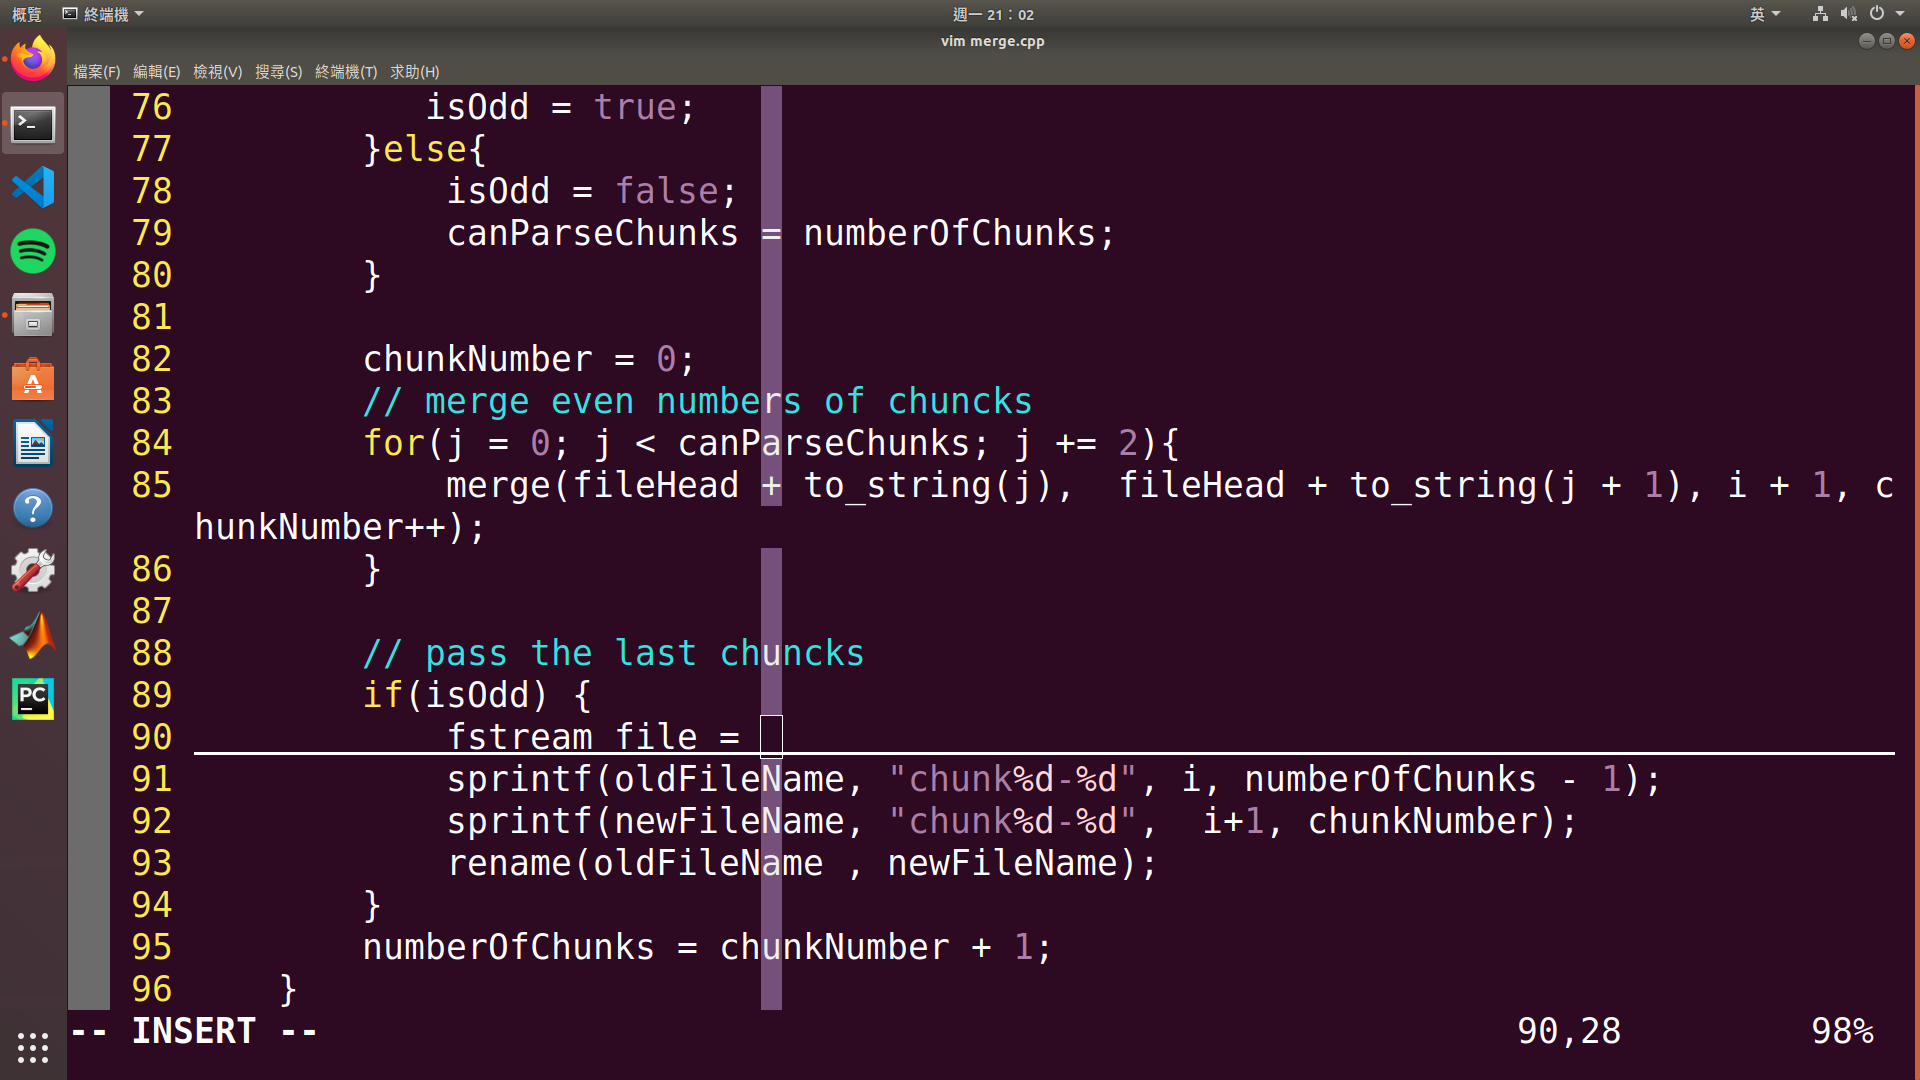 概覽 終端機 週一 21：02 英
vim merge.cpp
檔案(F) 編輯(E) 檢視(V) 搜尋(S) 終端機(T) 求助(H)
76            isOdd = true;
77         }else{
78             isOdd = false;
79             canParseChunks = numberOfChunks;
80         }
81
82         chunkNumber = 0;
83         // merge even numbers of chuncks
84         for(j = 0; j < canParseChunks; j += 2){
85             merge(fileHead + to_string(j),  fileHead + to_string(j + 1), i + 1, c
hunkNumber++);
86         }
87
88         // pass the last chuncks
89         if(isOdd) {
90             fstream file = 
91             sprintf(oldFileName, "chunk%d-%d", i, numberOfChunks - 1);
92             sprintf(newFileName, "chunk%d-%d",  i+1, chunkNumber);
93             rename(oldFileName , newFileName);
94         }
95         numberOfChunks = chunkNumber + 1;
96     }
-- INSERT -- 90,28 98%
PC